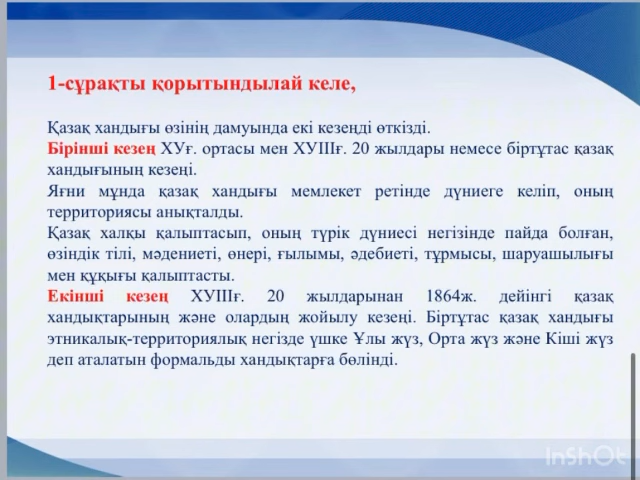 1-сұрақты қорытындылай келе,
Қазақ хандығы өзінің дамуында екі кезеңді өткізді.
Бірінші кезең ХУғ. ортасы мен ХУІІІғ. 20 жылдары немесе біртұтас қазақ
хандығының кезеңі.
Яғни мұнда қазақ хандығы мемлекет ретінде дүниеге келіп, оның
территориясы анықталды.
Қазақ халқы қалыптасып, оның түрік дүниесі негізінде пайда болған,
өзіндік тілі, мәдениеті, өнері, ғылымы, әдебиеті, тұрмысы, шаруашылығы
мен құқығы қалыптасты.
Екінші кезең ХУІІІғ. 20 жылдарынан 1864ж. дейінгі қазақ
хандықтарының және олардың жойылу кезеңі. Біртұтас қазақ хандығы
этникалық-территориялық негізде үшке Ұлы жүз, Орта жүз және Кіші жүз
деп аталатын формальды хандықтарға бөлінді.
InShOt